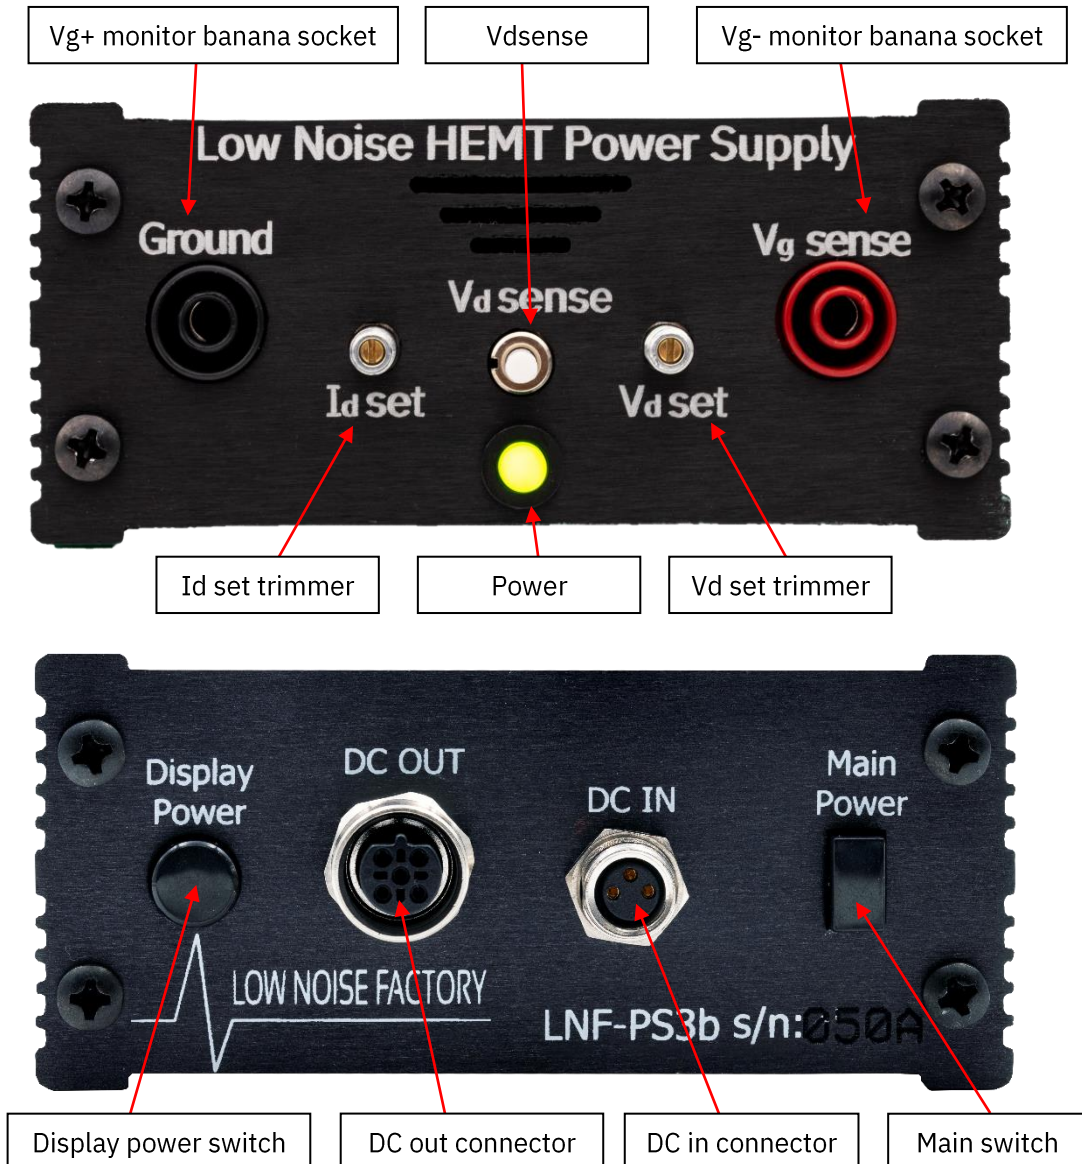 Vg+ monitor banana socket
Vdsense
Vg- monitor banana socket
Low Noise HEMT Power Supply
Ground
Vg sense
Vd sense
Id set
Vd set
Id set trimmer
Power
Vd set trimmer
Display
Power
DC OUT
DC IN
Main
Power
LOW NOISE FACTORY
LNF-PS3b s/n:050A
Display power switch
DC out connector
DC in connector
Main switch